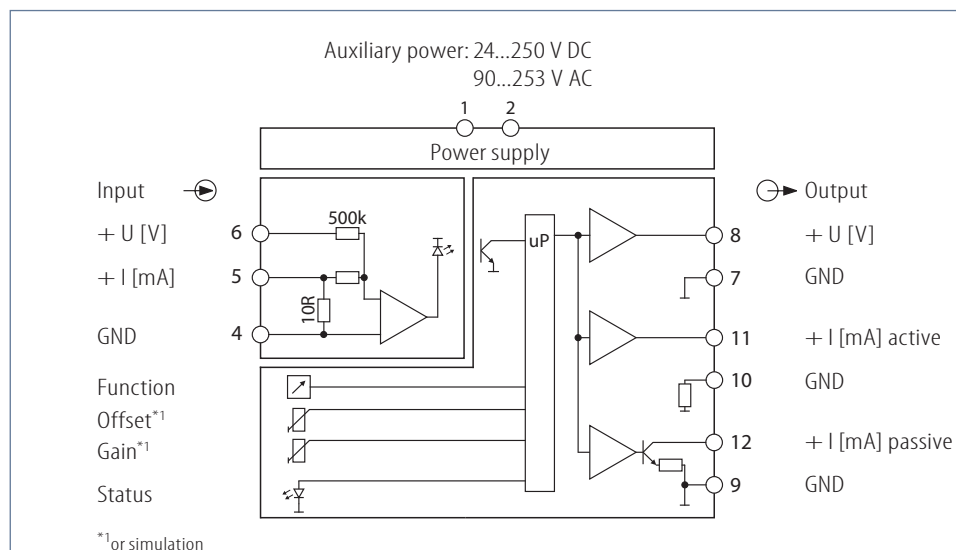 Auxiliary power: 24...250 V DC
90...253 V AC
1 2
Power supply
Input
Output
+ U [V] 6 500k
uP
8 + U [V]
+ I [mA] 5
7 GND
10R
GND 4
11 + I [mA] active
10 GND
Function
Offset*1
Gain*1
12 + I [mA] passive
Status
9 GND
*1or simulation